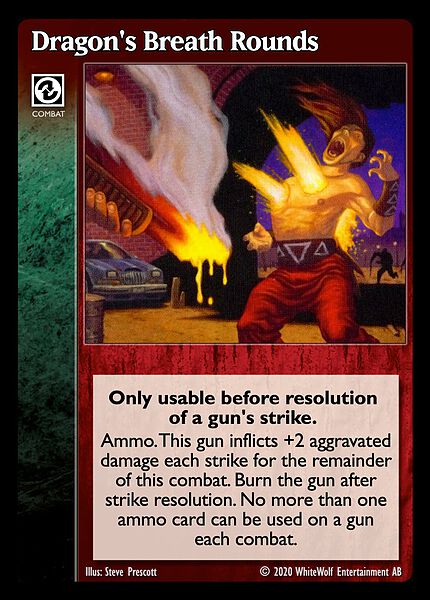 Dragon's Breath Rounds
COMBAT
Only usable before resolution
of a gun's strike.
Ammo. This gun inflicts +2 aggravated
damage each strike for the remainder
of this combat. Burn the gun after
strike resolution. No more than one
ammo card can be used on a gun
each combat.
Illus: Steve Prescott
© 2020 WhiteWolf Entertainment AB